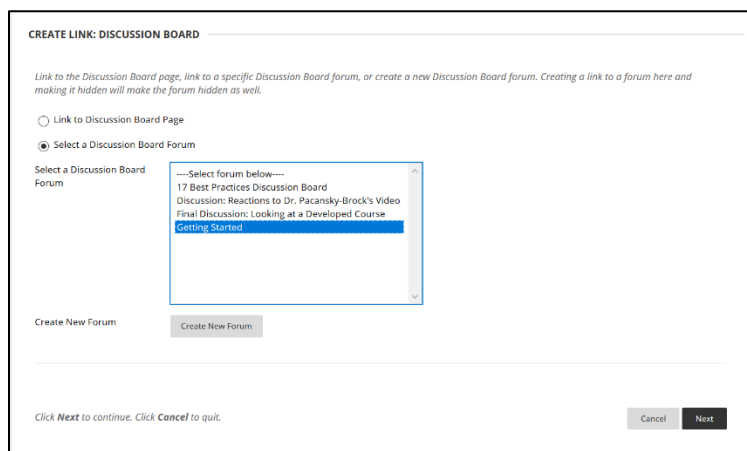 CREATE LINK: DISCUSSION BOARD
Link to the Discussion Board page, link to a specific Discussion Board forum, or create a new Discussion Board forum. Creating a link to a forum here and
making it hidden will make the forum hidden as well.
Link to Discussion Board Page
Select a Discussion Board Forum
Select a Discussion Board
Forum
----Select forum below----
17 Best Practices Discussion Board
Discussion: Reactions to Dr. Pacansky-Brock's Video
Final Discussion: Looking at a Developed Course
Getting Started
Create New Forum
Create New Forum
Click Next to continue. Click Cancel to quit.
Cancel
Next